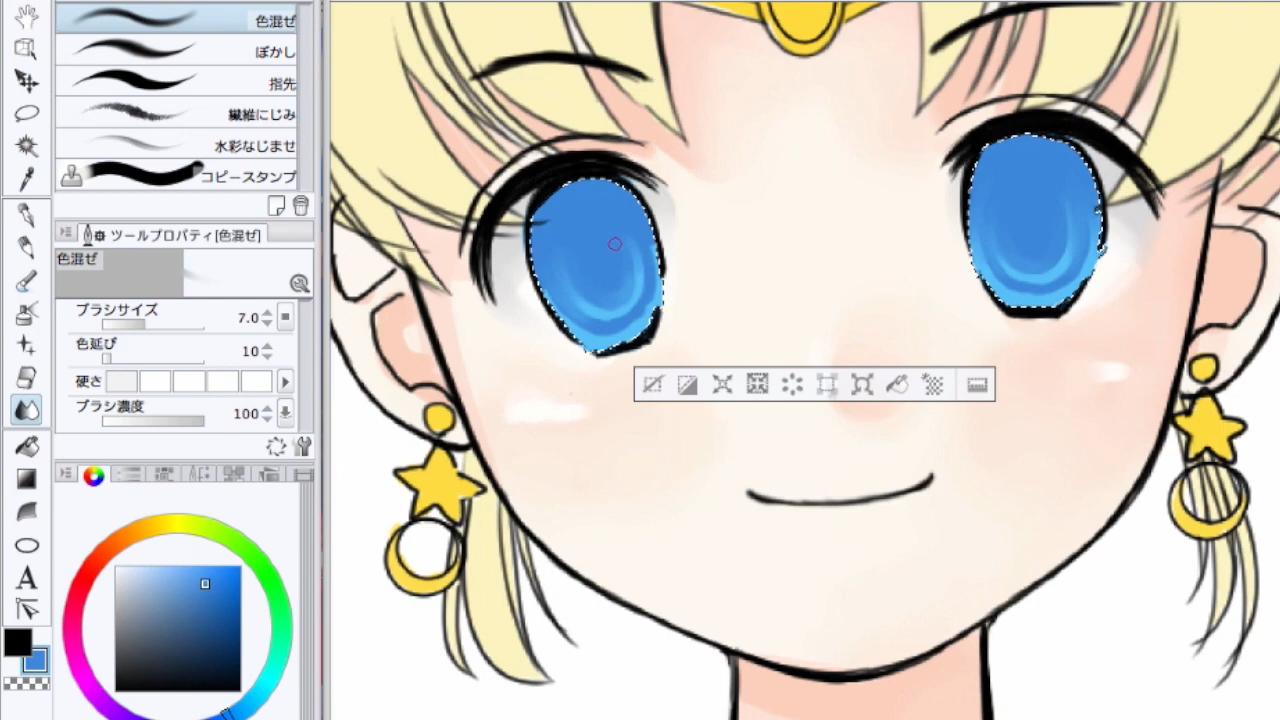 色混ぜ
ぼかし
指先
繊維にじみ
水彩なじませ
コピースタンプ
ツールプロパティ[色混ぜ]
色混ぜ
ブラシサイズ 7.0
色延び 10
硬さ
ブラシ濃度 100
A